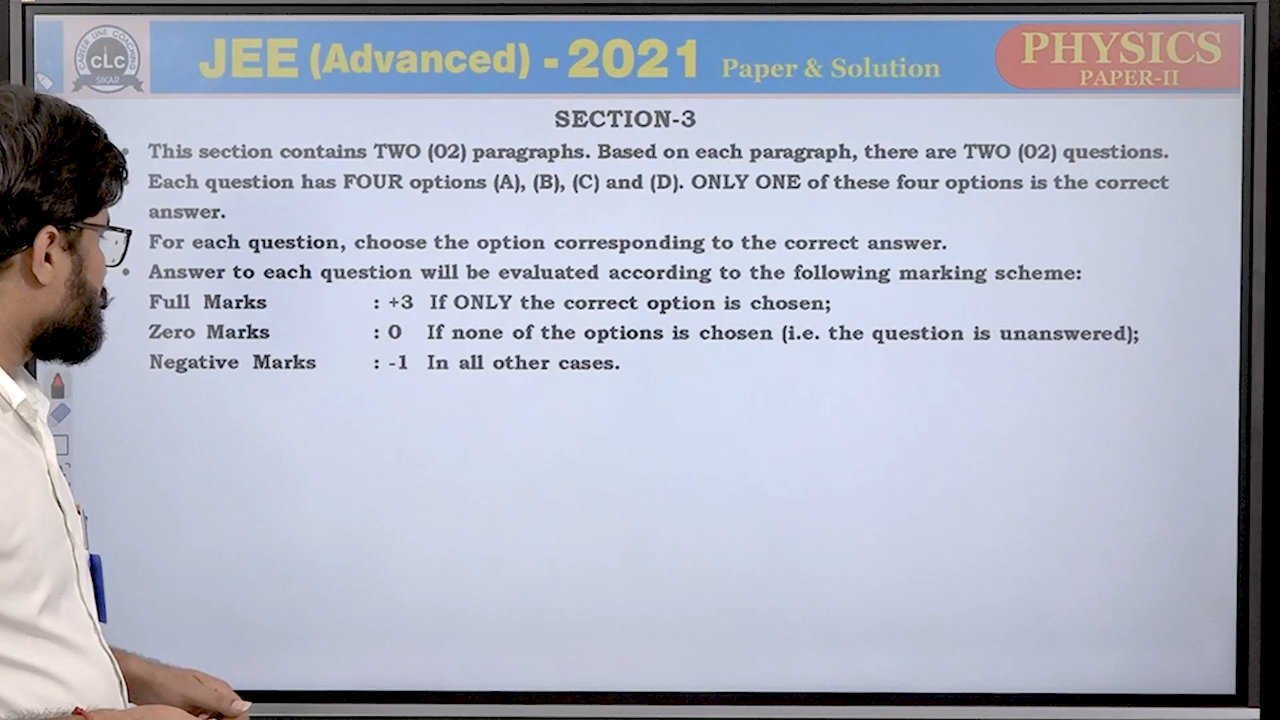 CAREER LINE COACHING
CLC
SIKAR
JEE (Advanced) - 2021 Paper & Solution
PHYSICS
PAPER-II
SECTION-3
This section contains TWO (02) paragraphs. Based on each paragraph, there are TWO (02) questions.
Each question has FOUR options (A), (B), (C) and (D). ONLY ONE of these four options is the correct
answer.
For each question, choose the option corresponding to the correct answer.
• Answer to each question will be evaluated according to the following marking scheme:
Full Marks : +3 If ONLY the correct option is chosen;
Zero Marks : 0 If none of the options is chosen (i.e. the question is unanswered);
Negative Marks : -1 In all other cases.